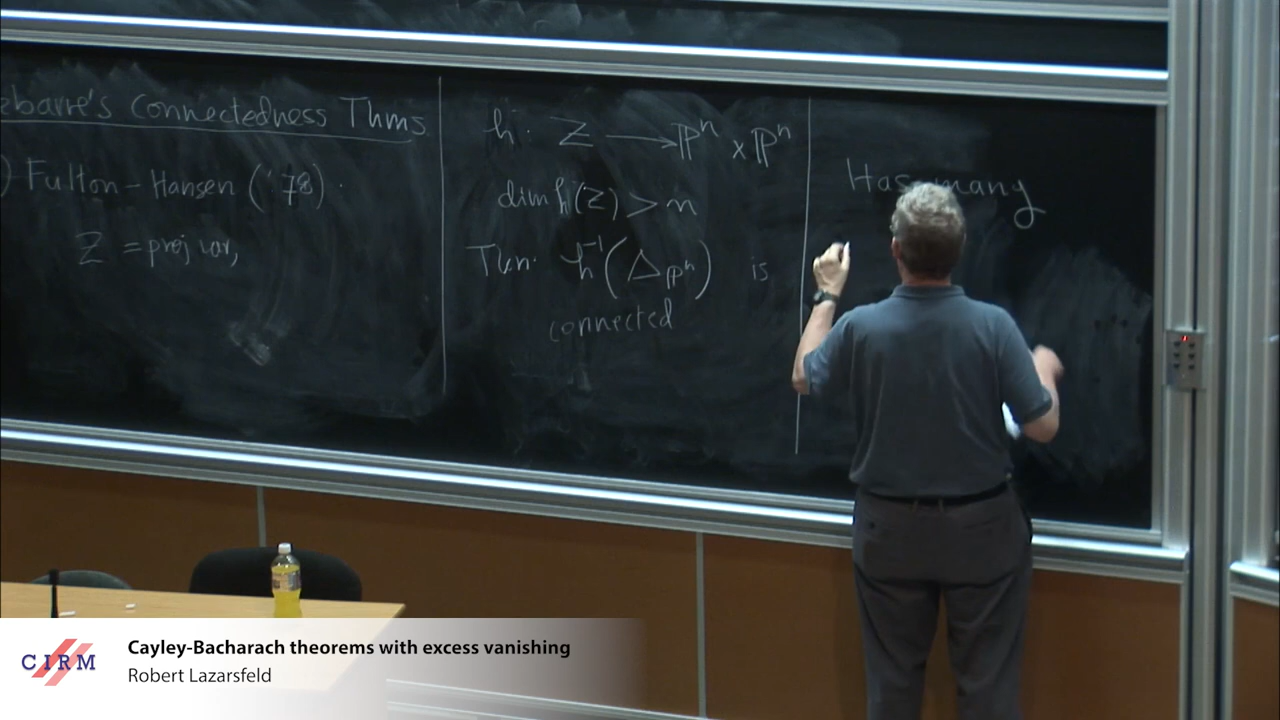 ebarre's Connectedness Thms
) Fulton – Hansen ('78).
Z = proj var,
h: Z ⟶ ℙⁿ × ℙⁿ
dim h(Z) > n
Thm. h⁻¹(Δ_ℙⁿ) is
connected
Has many
CIRM
Cayley-Bacharach theorems with excess vanishing
Robert Lazarsfeld